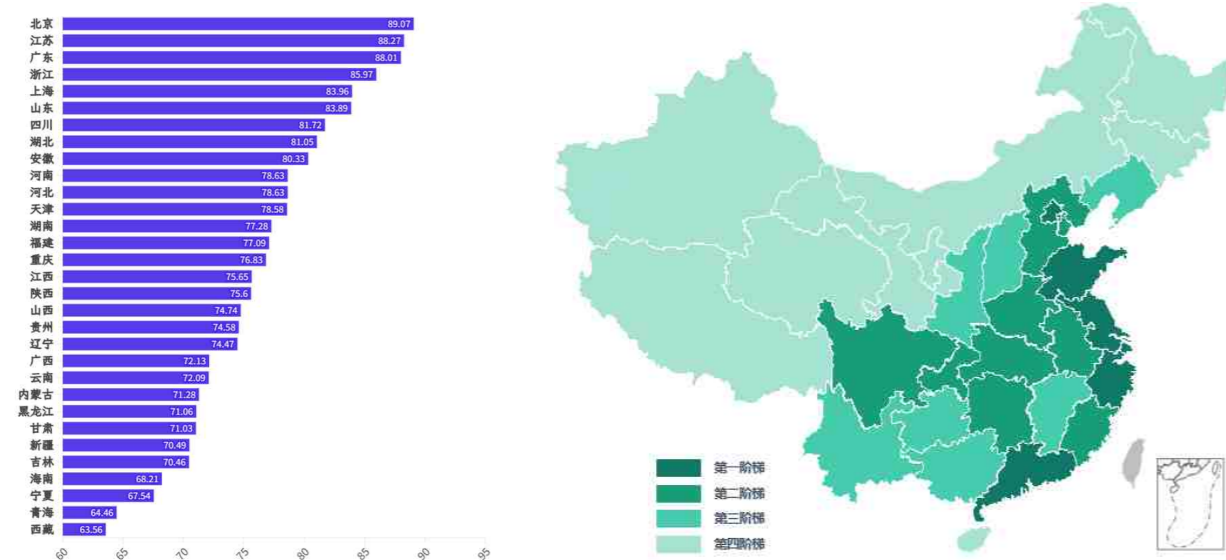 北京 89.07
江苏 88.27
广东 88.01
浙江 85.97
上海 83.96
山东 83.89
四川 81.72
湖北 81.05
安徽 80.33
河南 78.63
河北 78.63
天津 78.58
湖南 77.28
福建 77.09
重庆 76.83
江西 75.65
陕西 75.6
山西 74.74
贵州 74.58
辽宁 74.47
广西 72.13
云南 72.09
内蒙古 71.28
黑龙江 71.06
甘肃 71.03
新疆 70.49
吉林 70.46
海南 68.21
宁夏 67.54
青海 64.46
西藏 63.56
60 65 70 75 80 85 90 95
第一阶梯
第二阶梯
第三阶梯
第四阶梯